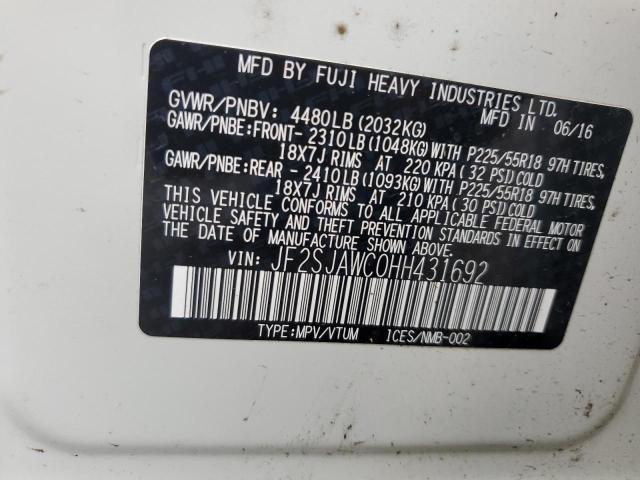 MFD BY FUJI HEAVY INDUSTRIES LTD.
MFD IN 06/16
GVWR/PNBV: 4480LB (2032KG)
GAWR/PNBE:FRONT- 2310LB (1048KG) WITH P225/55R18 97H TIRES,
18X7J RIMS AT 220 KPA (32 PSI) COLD
GAWR/PNBE:REAR - 2410LB (1093KG) WITH P225/55R18 97H TIRES,
18X7J RIMS AT 210 KPA (30 PSI) COLD
THIS VEHICLE CONFORMS TO ALL APPLICABLE FEDERAL MOTOR
VEHICLE SAFETY AND THEFT PREVENTION STANDARDS IN EFFECT ON
THE DATE OF MANUFACTURE SHOWN ABOVE.
VIN: JF2SJAWC0HH431692
TYPE:MPV/VTUM ICES/NMB-002